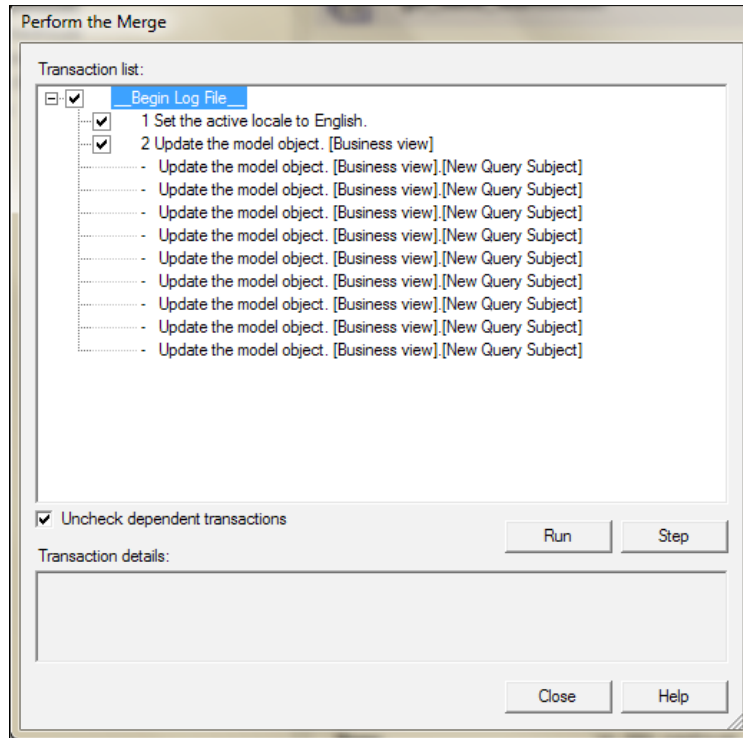 Perform the Merge
Transaction list:
__Begin Log File__
1 Set the active locale to English.
2 Update the model object. [Business view]
- Update the model object. [Business view].[New Query Subject]
- Update the model object. [Business view].[New Query Subject]
- Update the model object. [Business view].[New Query Subject]
- Update the model object. [Business view].[New Query Subject]
- Update the model object. [Business view].[New Query Subject]
- Update the model object. [Business view].[New Query Subject]
- Update the model object. [Business view].[New Query Subject]
- Update the model object. [Business view].[New Query Subject]
- Update the model object. [Business view].[New Query Subject]
Uncheck dependent transactions
Run Step
Transaction details:
Close Help